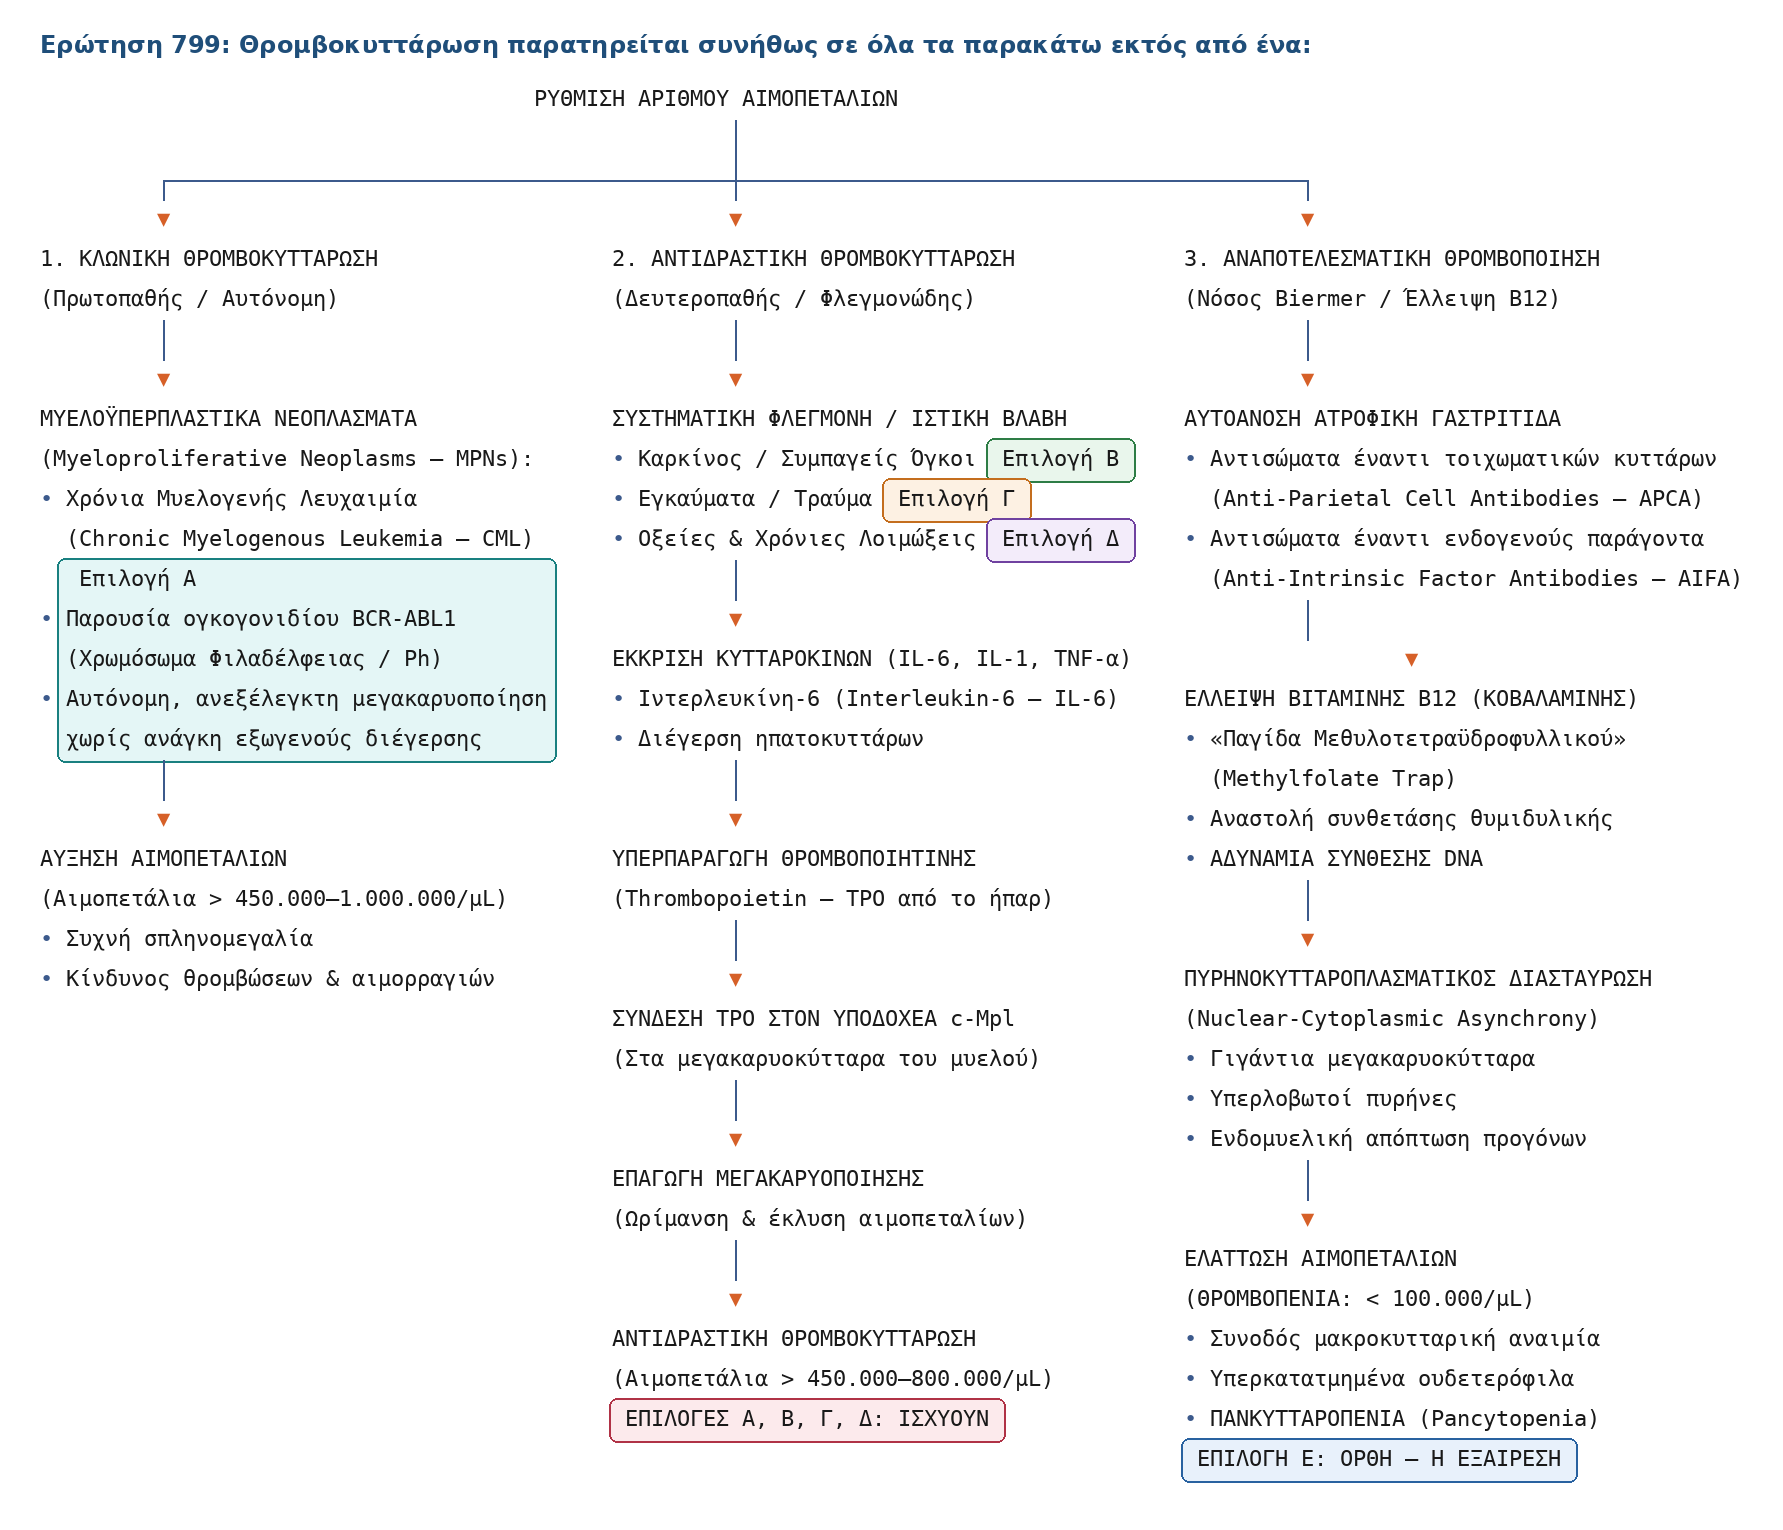 Ερώτηση 799: Θρομβοκυττάρωση παρατηρείται συνήθως σε όλα τα παρακάτω εκτός από ένα:
ΡΥΘΜΙΣΗ ΑΡΙΘΜΟΥ ΑΙΜΟΠΕΤΑΛΙΩΝ
1. ΚΛΩΝΙΚΗ ΘΡΟΜΒΟΚΥΤΤΑΡΩΣΗ
(Πρωτοπαθής / Αυτόνομη)
ΜΥΕΛΟΫΠΕΡΠΛΑΣΤΙΚΑ ΝΕΟΠΛΑΣΜΑΤΑ
(Myeloproliferative Neoplasms – MPNs):
• Χρόνια Μυελογενής Λευχαιμία
(Chronic Myelogenous Leukemia – CML)
Επιλογή Α
• Παρουσία ογκογονιδίου BCR-ABL1
(Χρωμόσωμα Φιλαδέλφειας / Ph)
• Αυτόνομη, ανεξέλεγκτη μεγακαρυοποίηση
χωρίς ανάγκη εξωγενούς διέγερσης
ΑΥΞΗΣΗ ΑΙΜΟΠΕΤΑΛΙΩΝ
(Αιμοπετάλια > 450.000–1.000.000/μL)
• Συχνή σπληνομεγαλία
• Κίνδυνος θρομβώσεων & αιμορραγιών
2. ΑΝΤΙΔΡΑΣΤΙΚΗ ΘΡΟΜΒΟΚΥΤΤΑΡΩΣΗ
(Δευτεροπαθής / Φλεγμονώδης)
ΣΥΣΤΗΜΑΤΙΚΗ ΦΛΕΓΜΟΝΗ / ΙΣΤΙΚΗ ΒΛΑΒΗ
• Καρκίνος / Συμπαγείς Όγκοι Επιλογή Β
• Εγκαύματα / Τραύμα Επιλογή Γ
• Οξείες & Χρόνιες Λοιμώξεις Επιλογή Δ
ΕΚΚΡΙΣΗ ΚΥΤΤΑΡΟΚΙΝΩΝ (IL-6, IL-1, TNF-α)
• Ιντερλευκίνη-6 (Interleukin-6 – IL-6)
• Διέγερση ηπατοκυττάρων
ΥΠΕΡΠΑΡΑΓΩΓΗ ΘΡΟΜΒΟΠΟΙΗΤΙΝΗΣ
(Thrombopoietin – TPO από το ήπαρ)
ΣΥΝΔΕΣΗ TPO ΣΤΟΝ ΥΠΟΔΟΧΕΑ c-Mpl
(Στα μεγακαρυοκύτταρα του μυελού)
ΕΠΑΓΩΓΗ ΜΕΓΑΚΑΡΥΟΠΟΙΗΣΗΣ
(Ωρίμανση & έκλυση αιμοπεταλίων)
ΑΝΤΙΔΡΑΣΤΙΚΗ ΘΡΟΜΒΟΚΥΤΤΑΡΩΣΗ
(Αιμοπετάλια > 450.000–800.000/μL)
ΕΠΙΛΟΓΕΣ Α, Β, Γ, Δ: ΙΣΧΥΟΥΝ
3. ΑΝΑΠΟΤΕΛΕΣΜΑΤΙΚΗ ΘΡΟΜΒΟΠΟΙΗΣΗ
(Νόσος Biermer / Έλλειψη B12)
ΑΥΤΟΑΝΟΣΗ ΑΤΡΟΦΙΚΗ ΓΑΣΤΡΙΤΙΔΑ
• Αντισώματα έναντι τοιχωματικών κυττάρων
(Anti-Parietal Cell Antibodies – APCA)
• Αντισώματα έναντι ενδογενούς παράγοντα
(Anti-Intrinsic Factor Antibodies – AIFA)
ΕΛΛΕΙΨΗ ΒΙΤΑΜΙΝΗΣ B12 (ΚΟΒΑΛΑΜΙΝΗΣ)
• «Παγίδα Μεθυλοτετραϋδροφυλλικού»
(Methylfolate Trap)
• Αναστολή συνθετάσης θυμιδυλικής
• ΑΔΥΝΑΜΙΑ ΣΥΝΘΕΣΗΣ DNA
ΠΥΡΗΝΟΚΥΤΤΑΡΟΠΛΑΣΜΑΤΙΚΟΣ ΔΙΑΣΤΑΥΡΩΣΗ
(Nuclear-Cytoplasmic Asynchrony)
• Γιγάντια μεγακαρυοκύτταρα
• Υπερλοβωτοί πυρήνες
• Ενδομυελική απόπτωση προγόνων
ΕΛΑΤΤΩΣΗ ΑΙΜΟΠΕΤΑΛΙΩΝ
(ΘΡΟΜΒΟΠΕΝΙΑ: < 100.000/μL)
• Συνοδός μακροκυτταρική αναιμία
• Υπερκατατμημένα ουδετερόφιλα
• ΠΑΝΚΥΤΤΑΡΟΠΕΝΙΑ (Pancytopenia)
ΕΠΙΛΟΓΗ Ε: ΟΡΘΗ – Η ΕΞΑΙΡΕΣΗ